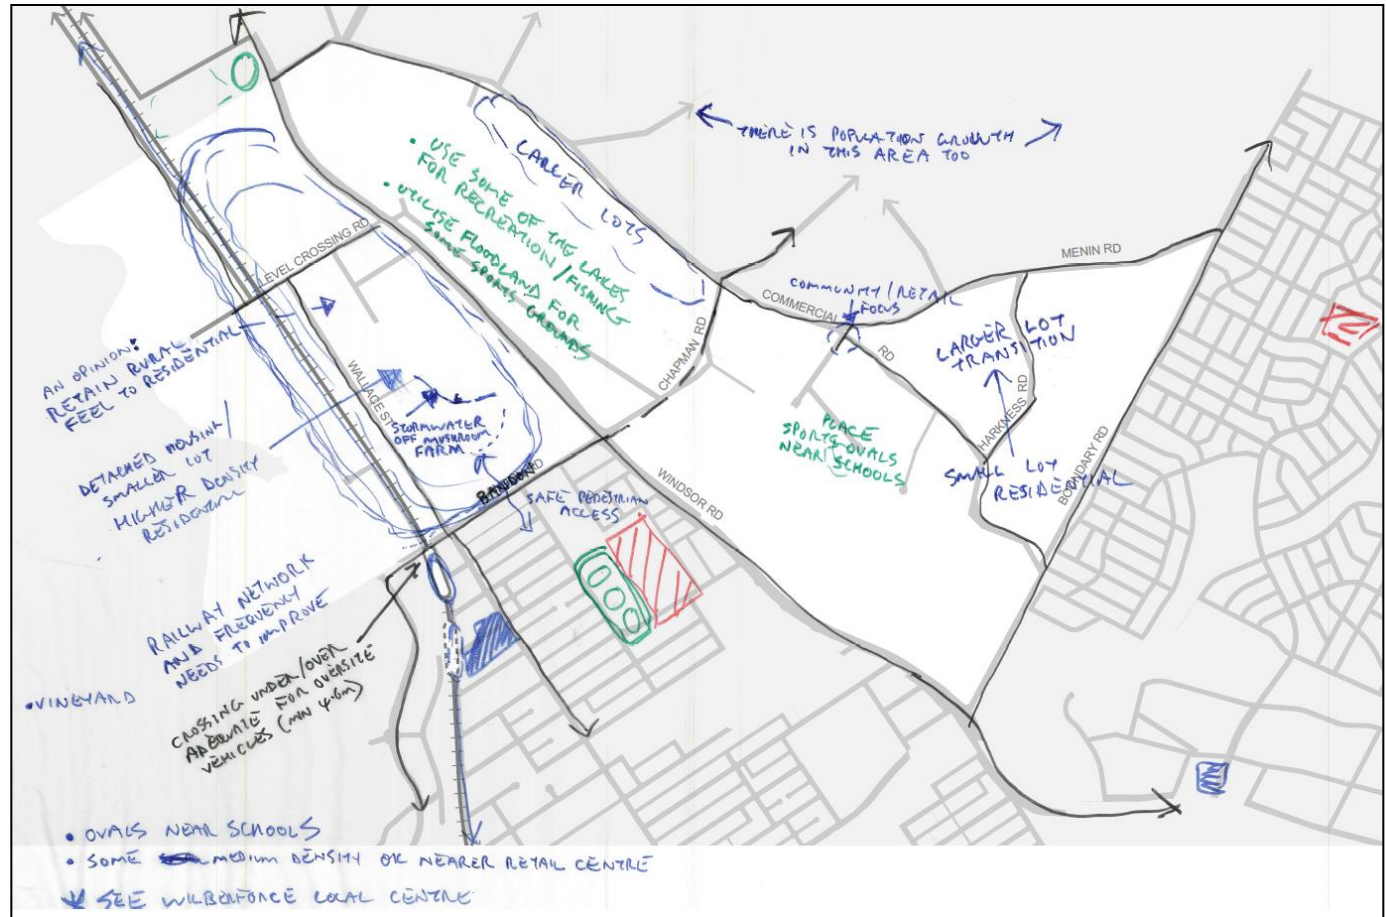 ← THERE IS POPULATION GROWTH →
IN THIS AREA TOO
LARGER LOTS
• USE SOME OF THE LAKES
FOR RECREATION/FISHING
• UTILISE FLOODLAND FOR
SOME SPORTS GROUNDS
LEVEL CROSSING RD
MENIN RD
COMMUNITY/RETAIL
FOCUS
COMMERCIAL
RD
CHAPMAN RD
LARGER LOT
TRANSITION
HARKNESS RD
SMALL LOT
RESIDENTIAL
BOUNDARY RD
PLACE
SPORTS OVALS
NEAR SCHOOLS
WINDSOR RD
AN OPINION:
RETAIN RURAL
FEEL TO RESIDENTIAL
WALLACE ST
STORMWATER
OFF MUSHROOM
FARM
DETACHED HOUSING/
SMALLER LOT
HIGHER DENSITY
RESIDENTIAL
BANDON RD
SAFE PEDESTRIAN
ACCESS
RAILWAY NETWORK
AND FREQUENCY
NEEDS TO IMPROVE
• VINEYARD
CROSSING UNDER/OVER
ADEQUATE FOR OVERSIZE
VEHICLES (MIN 4.6m)
• OVALS NEAR SCHOOLS
• SOME MEDIUM DENSITY OK NEARER RETAIL CENTRE
SEE WILBERFORCE LOCAL CENTRE